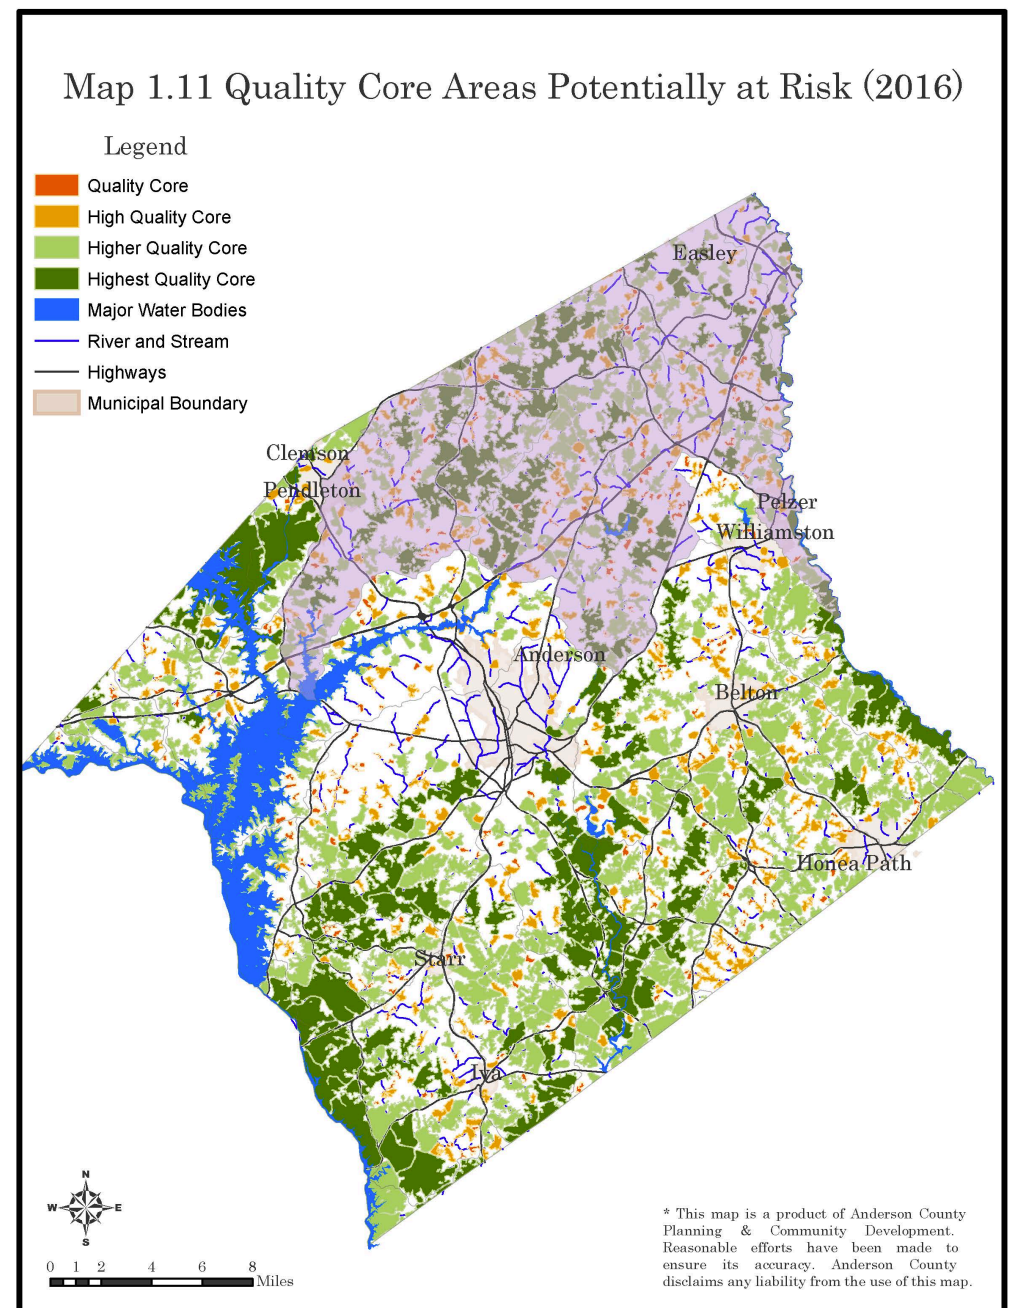 Map 1.11 Quality Core Areas Potentially at Risk (2016)
Legend
Quality Core
High Quality Core
Higher Quality Core
Highest Quality Core
Major Water Bodies
River and Stream
Highways
Municipal Boundary
Easley
Clemson
Pendleton
Pelzer
Williamston
Anderson
Belton
Honea Path
Starr
Iva
N
W
E
S
0 1 2 4 6 8
Miles
* This map is a product of Anderson County
Planning & Community Development.
Reasonable efforts have been made to
ensure its accuracy. Anderson County
disclaims any liability from the use of this map.